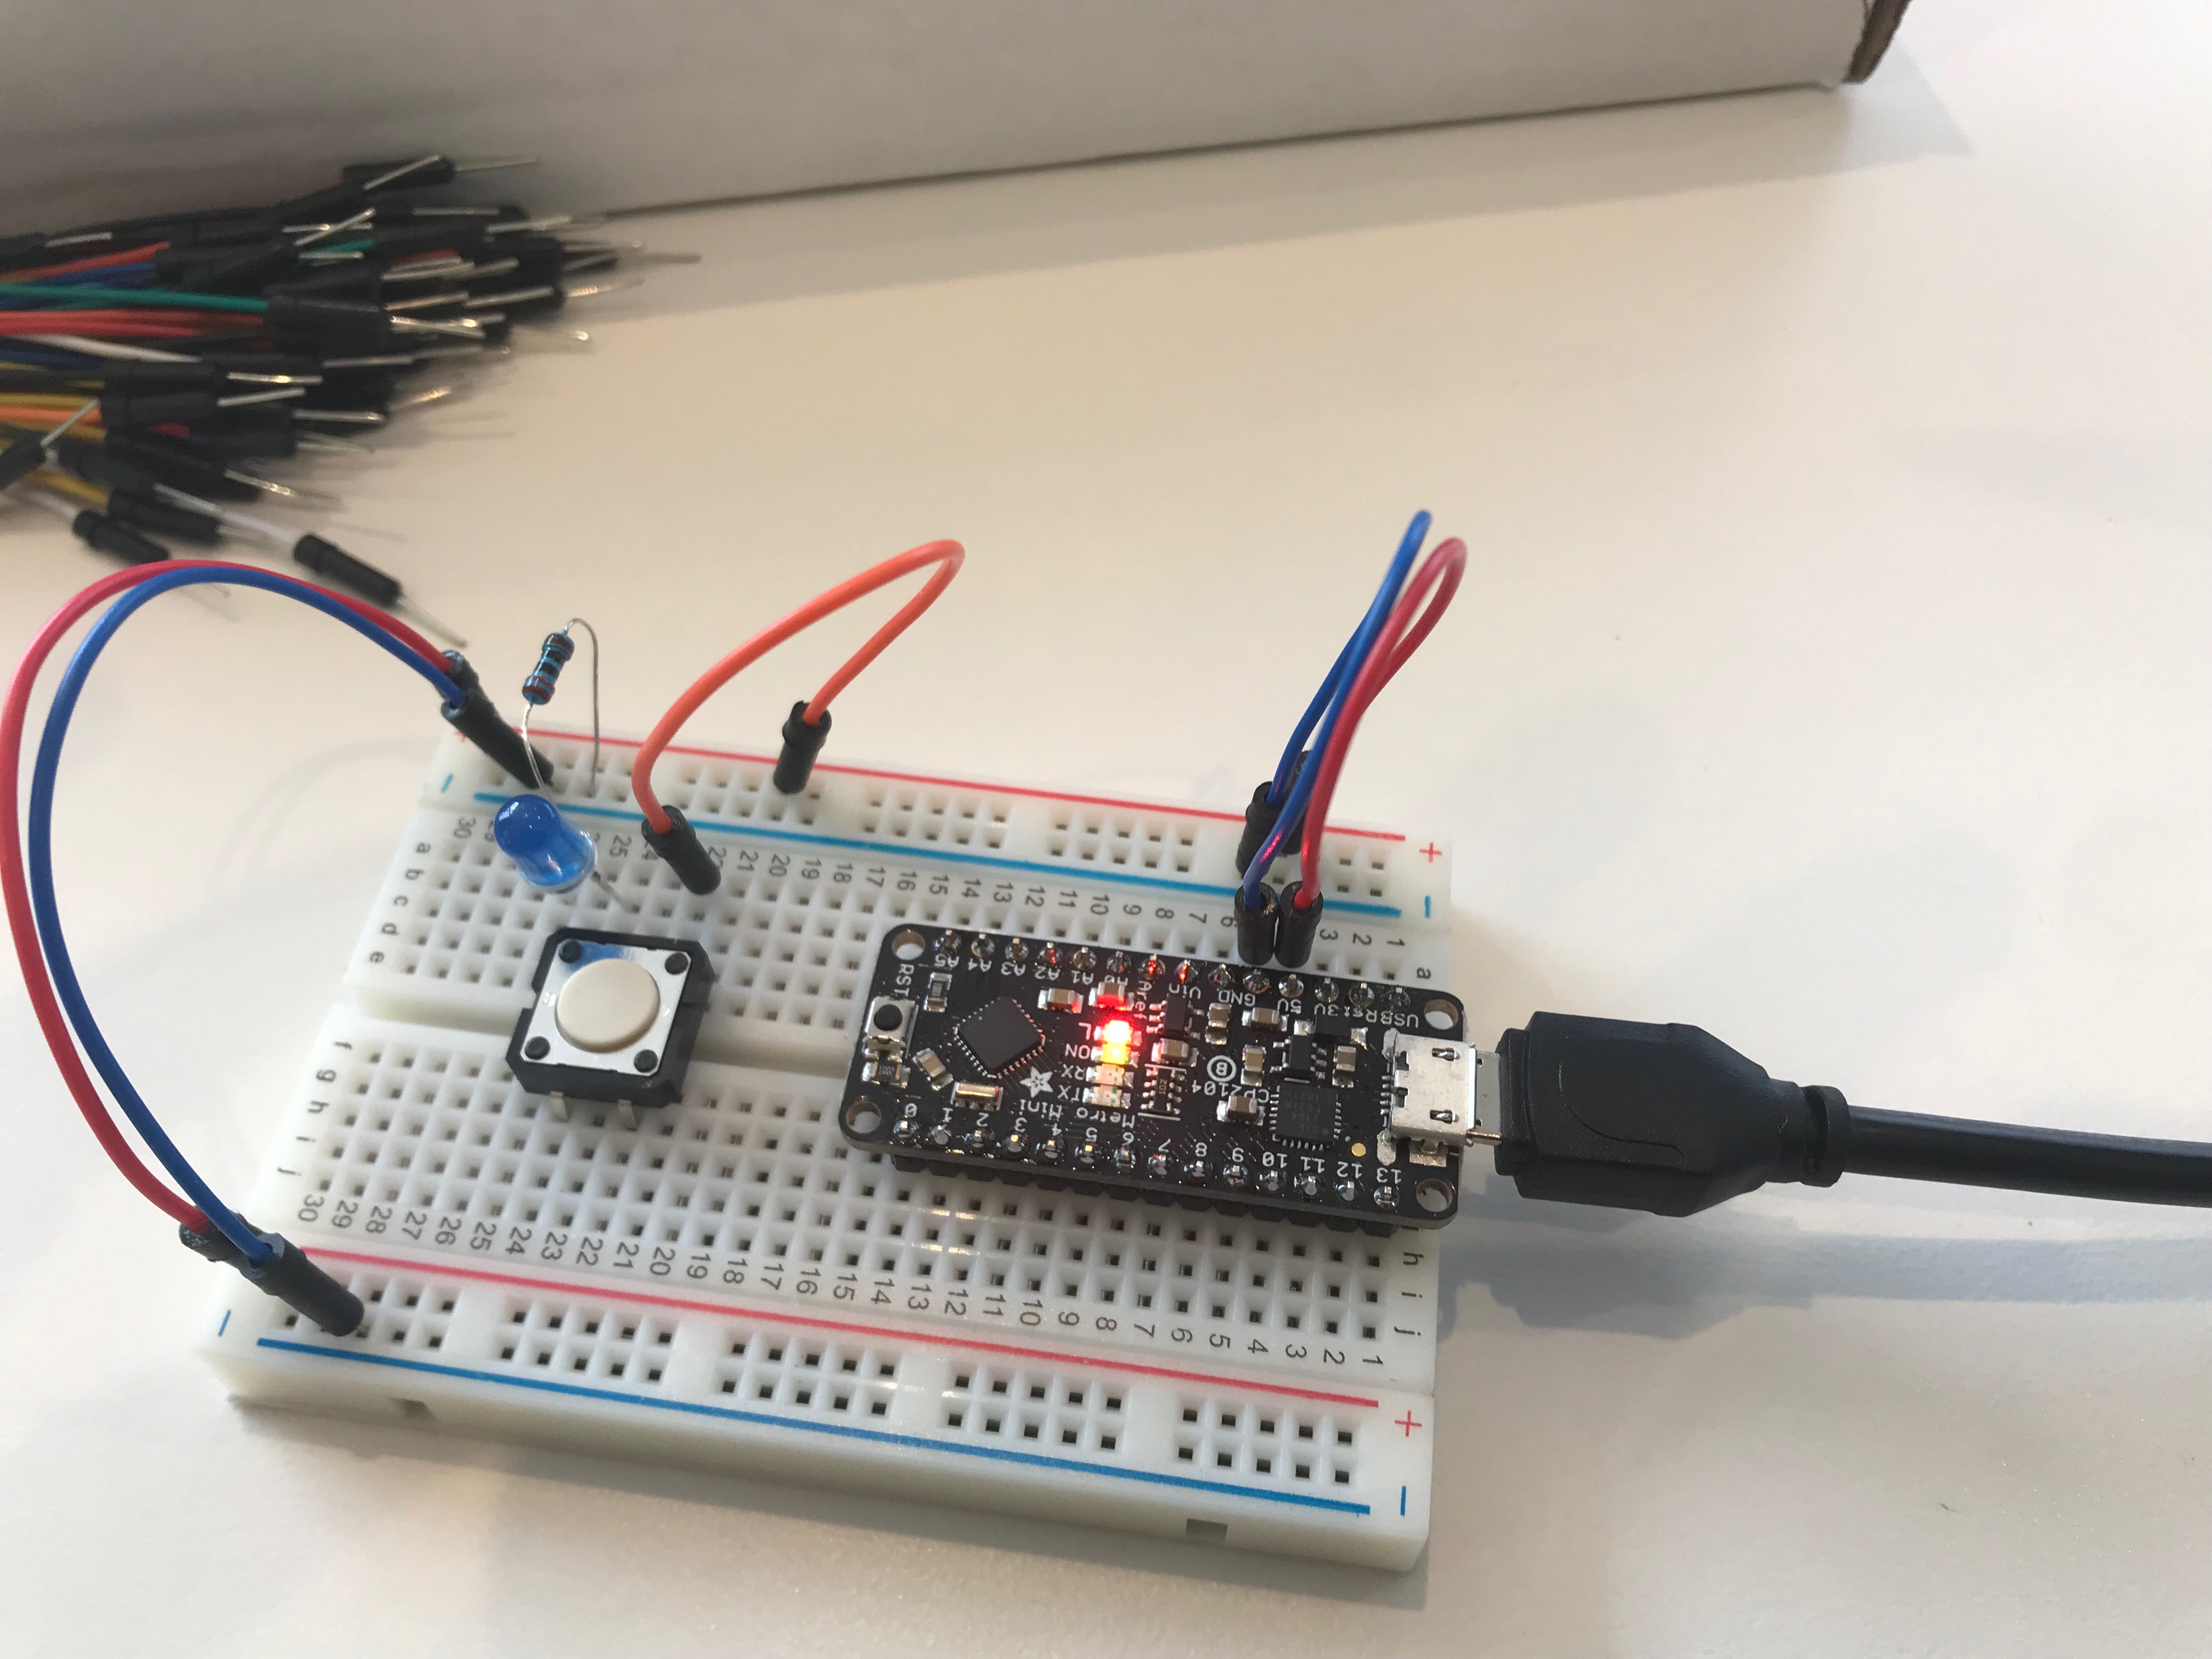 +
-
30 25 22 21 20 19 18 17 16 15 14 13 12 11 10 9 8 7 6 3 2 1
+
-
a
b
c
d
e
a
A5 A4 A3 A2 A1 Aref Vin GND 5V 3V Rst USB
RST
L
ON
RX
TX
Metro Mini
CP2104
B
0 1 2 3 4 5 6 7 8 9 10 11 12 13
f
g
h
i
j
h
i
j
30 29 28 27 26 25 24 23 22 21 20 19 18 17 16 15 14 13 12 11 10 9 8 7 6 5 4 3 2 1
-
+
-